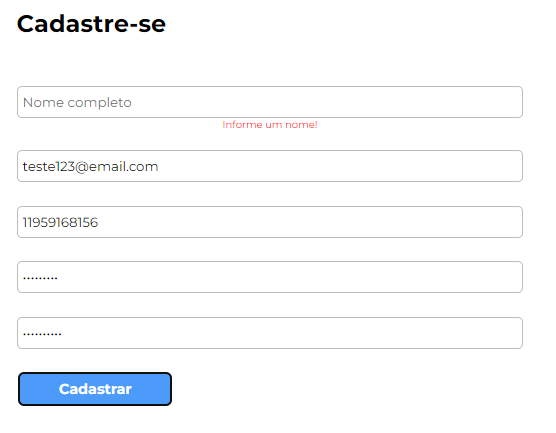 Cadastre-se
Nome completo
Informe um nome!
teste123@email.com
11959168156
·········
··········
Cadastrar